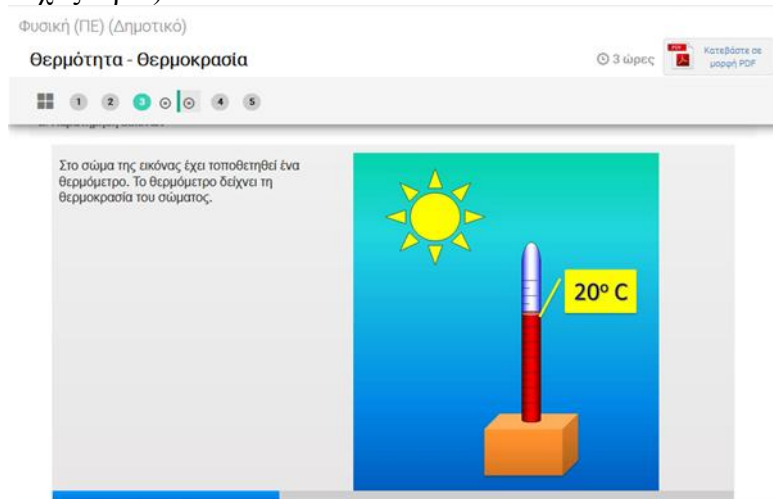 Φυσική (ΠΕ) (Δημοτικό)
Θερμότητα - Θερμοκρασία
3 ώρες
PDF
Κατεβάστε σε
μορφή PDF
1 2 3 4 5
Στο σώμα της εικόνας έχει τοποθετηθεί ένα
θερμόμετρο. Το θερμόμετρο δείχνει τη
θερμοκρασία του σώματος.
20° C